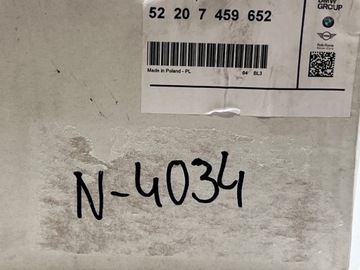 52 20 7 459 652
BMW
GROUP
Made in Poland - PL
84 BL3
N-4034